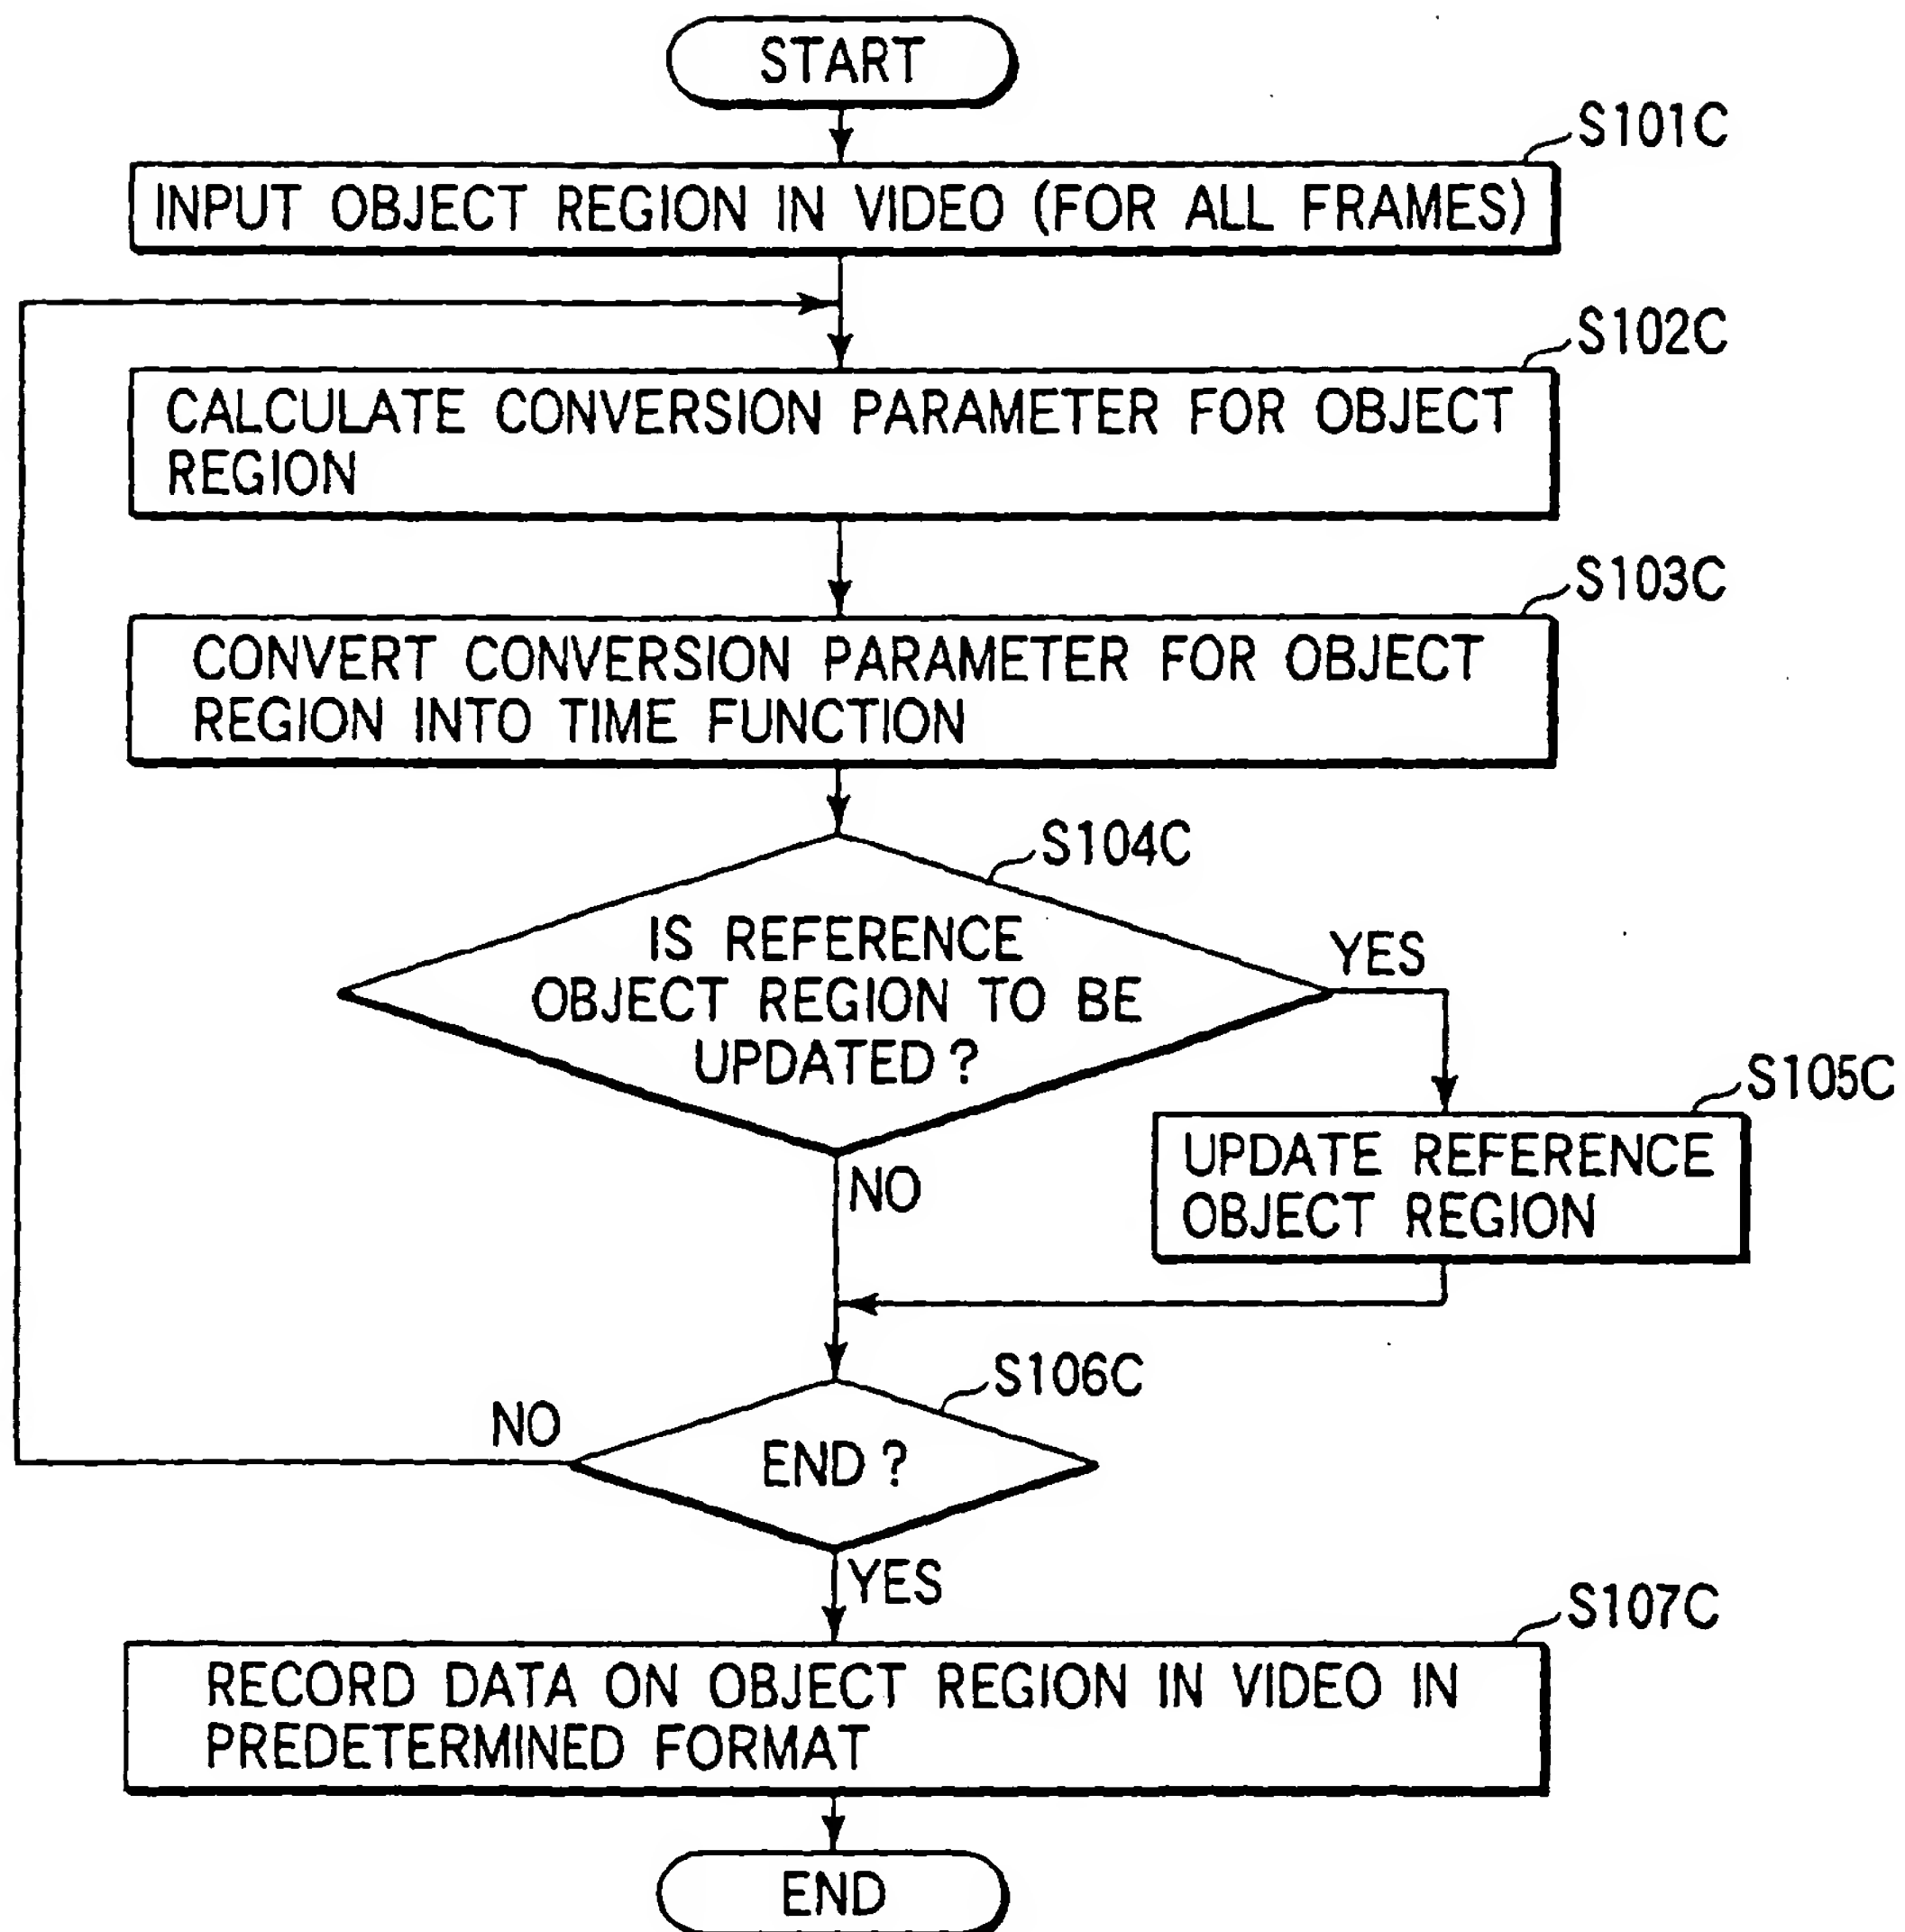 START
S101C
INPUT OBJECT REGION IN VIDEO (FOR ALL FRAMES)
S102C
CALCULATE CONVERSION PARAMETER FOR OBJECT
REGION
S103C
CONVERT CONVERSION PARAMETER FOR OBJECT
REGION INTO TIME FUNCTION
S104C
IS REFERENCE
OBJECT REGION TO BE
UPDATED ?
YES
S105C
UPDATE REFERENCE
OBJECT REGION
NO
S106C
NO
END ?
YES
S107C
RECORD DATA ON OBJECT REGION IN VIDEO IN
PREDETERMINED FORMAT
END